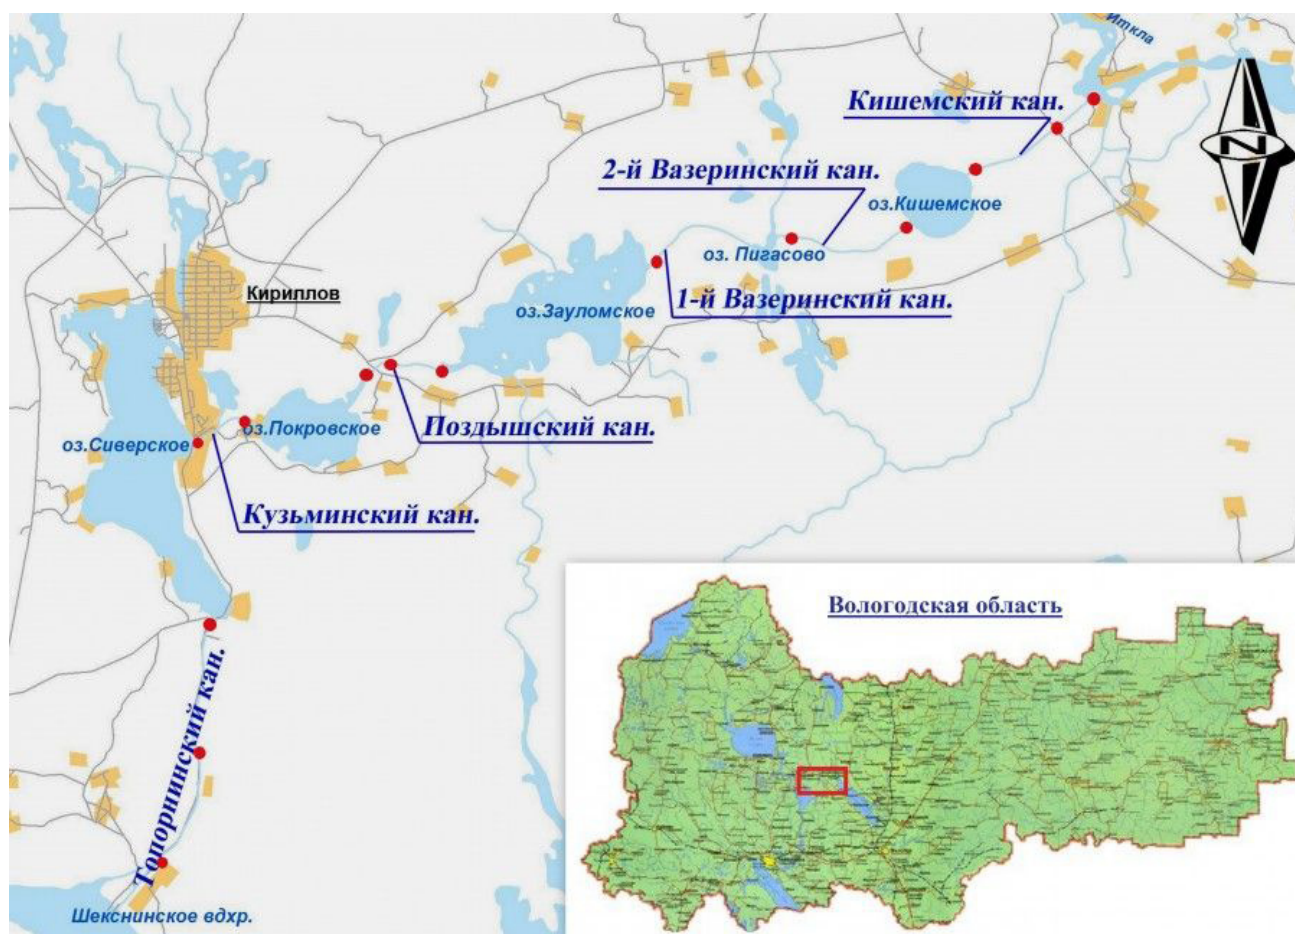 Иткла
Кишемский кан.
N
2-й Вазеринский кан.
оз.Кишемское
оз. Пигасово
Кириллов
1-й Вазеринский кан.
оз.Зауломское
Поздышский кан.
оз.Покровское
оз.Сиверское
Кузьминский кан.
Вологодская область
Топорнинский кан.
Шекснинское вдхр.